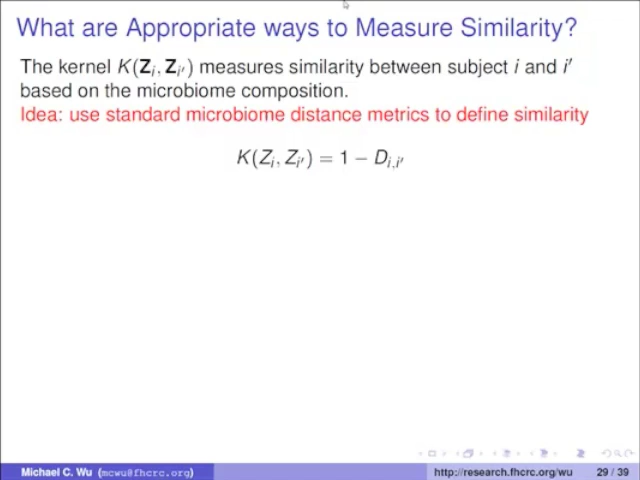 What are Appropriate ways to Measure Similarity?
The kernel K(Zᵢ, Zᵢ′) measures similarity between subject i and i′
based on the microbiome composition.
Idea: use standard microbiome distance metrics to define similarity
K(Zᵢ, Zᵢ′) = 1 − Dᵢ,ᵢ′
Michael C. Wu (mcwu@fhcrc.org) http://research.fhcrc.org/wu 29 / 39